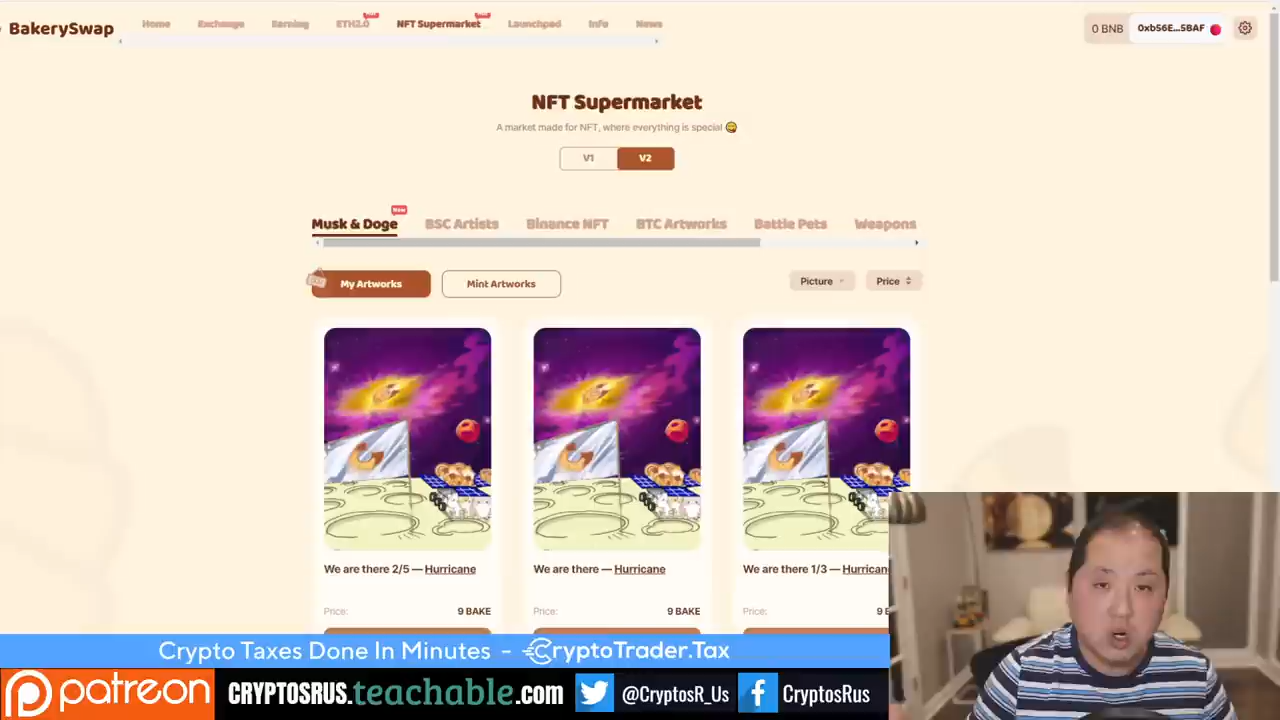 BakerySwap
Home Exchange Earning ETH2.0 NFT Supermarket Launchpad Info News
0 BNB 0xb56E...5BAF
NFT Supermarket
A market made for NFT, where everything is special 😋
V1 V2
New
Musk & Doge BSC Artists Binance NFT BTC Artworks Battle Pets Weapons
My Artworks Mint Artworks Picture Price
We are there 2/5 — Hurricane
Price: 9 BAKE
We are there — Hurricane
Price: 9 BAKE
We are there 1/3 — Hurrican
Price: 9 B
Crypto Taxes Done In Minutes - CryptoTrader.Tax
patreon CRYPTOSRUS.teachable.com @CryptosR_Us CryptosRus